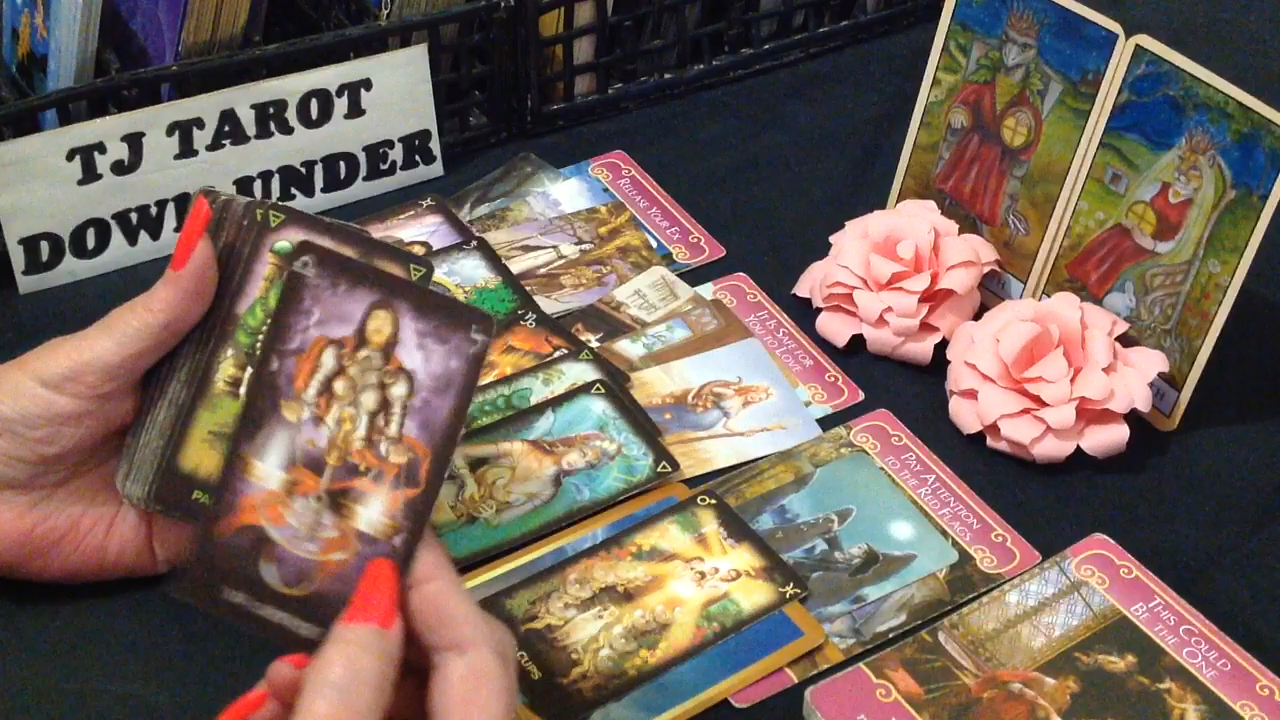 TJ TAROT
DOWN UNDER
RELEASE YOUR EX
IT IS SAFE FOR
YOU TO LOVE
PAY ATTENTION
TO THE RED FLAGS
THIS COULD
BE THE ONE
PA
CUPS